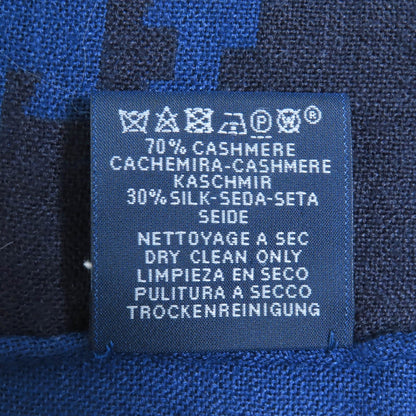 P W ®
70% CASHMERE
CACHEMIRA-CASHMERE
KASCHMIR
30% SILK-SEDA-SETA
SEIDE
NETTOYAGE A SEC
DRY CLEAN ONLY
LIMPIEZA EN SECO
PULITURA A SECCO
TROCKENREINIGUNG